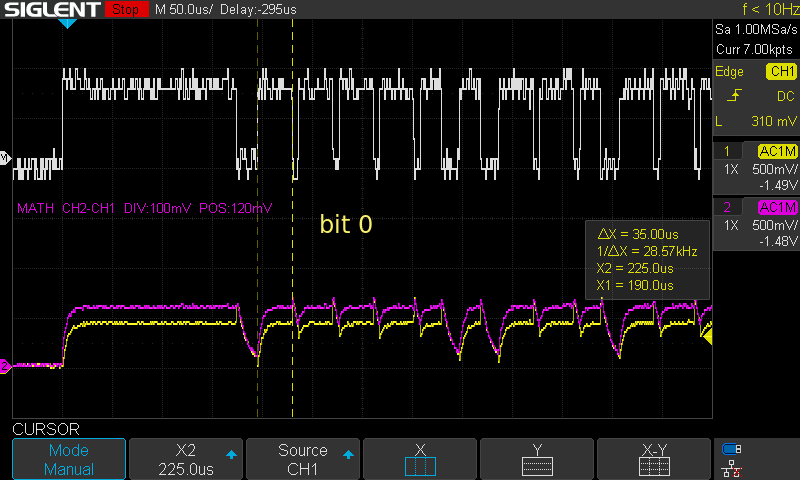 SIGLENT Stop M 50.0us/ Delay:-295us f < 10Hz
Sa 1.00MSa/s
Curr 7.00kpts
Edge CH1
DC
L 310 mV
1 AC1M
1X 500mV/
-1.49V
2 AC1M
1X 500mV/
-1.48V
M
MATH CH2-CH1 DIV:100mV POS:120mV
bit 0
ΔX = 35.00us
1/ΔX = 28.57kHz
X2 = 225.0us
X1 = 190.0us
2
CURSOR
Mode
Manual
X2
225.0us
Source
CH1
X
Y
X-Y